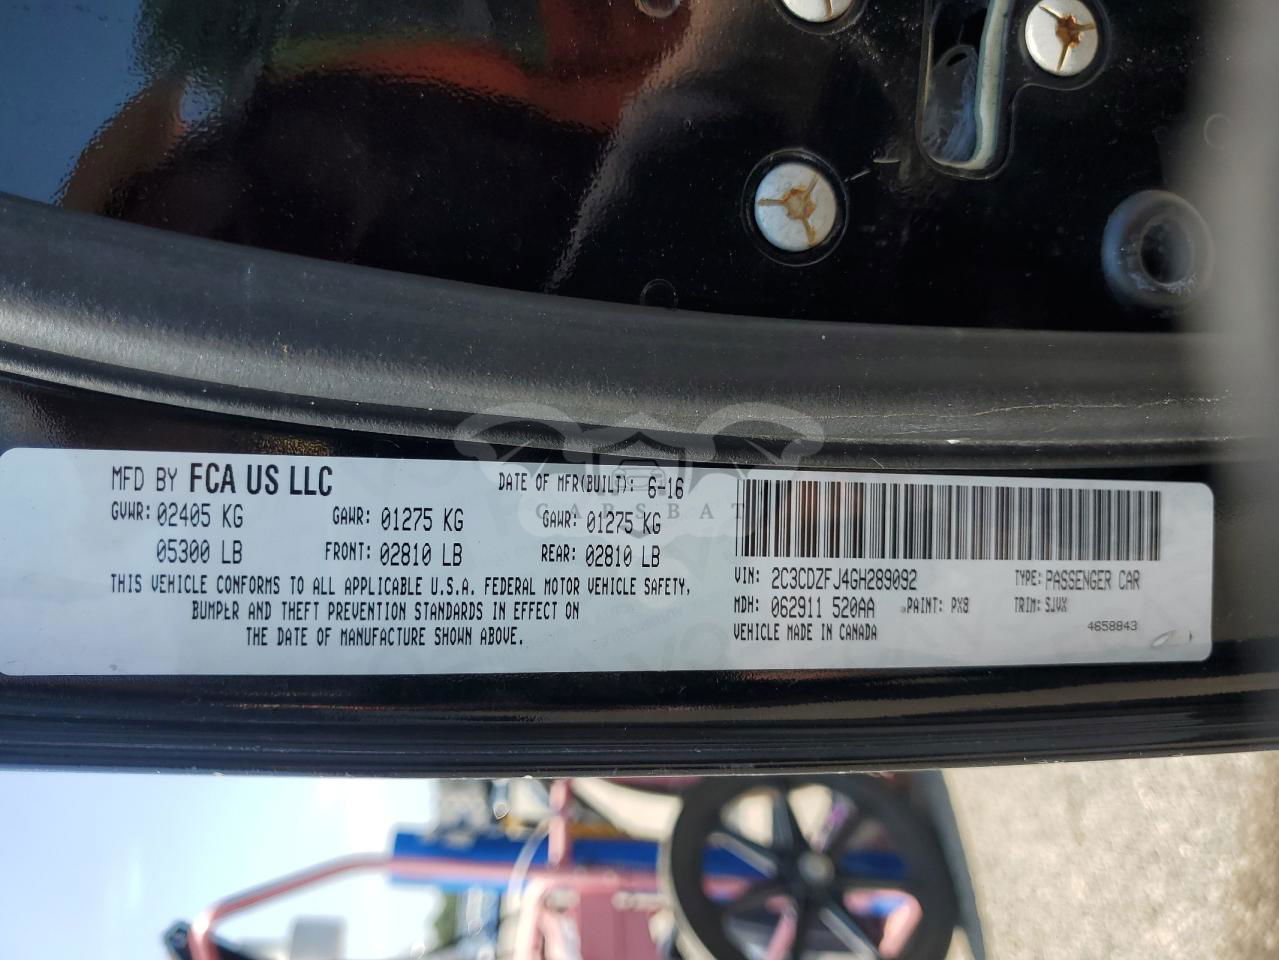 MFD BY FCA US LLC DATE OF MFR(BUILT): 6-16
GVWR: 02405 KG GAWR: 01275 KG GAWR: 01275 KG
05300 LB FRONT: 02810 LB REAR: 02810 LB
THIS VEHICLE CONFORMS TO ALL APPLICABLE U.S.A. FEDERAL MOTOR VEHICLE SAFETY,
BUMPER AND THEFT PREVENTION STANDARDS IN EFFECT ON
THE DATE OF MANUFACTURE SHOWN ABOVE.
VIN: 2C3CDZFJ4GH289092 TYPE: PASSENGER CAR
MDH: 062911 520AA PAINT: PX8 TRIM: SJVX
VEHICLE MADE IN CANADA 4658843
CARSBAT